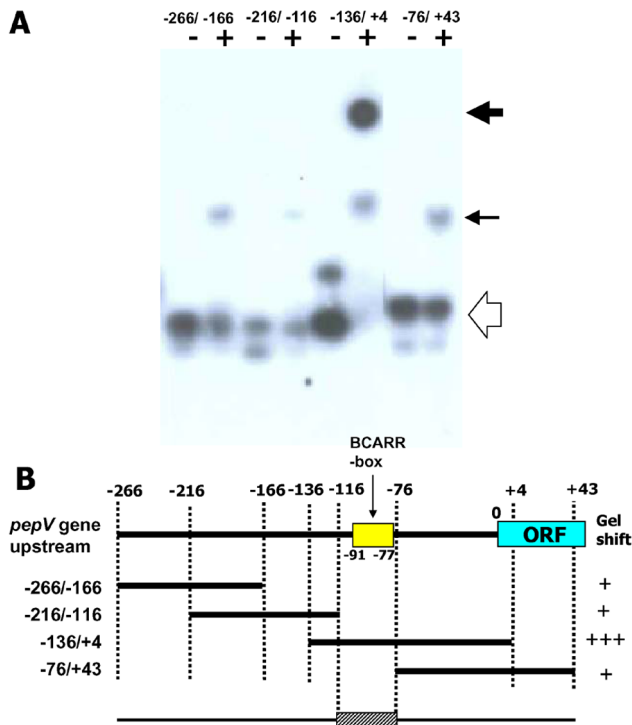 A
-266/ -166 -216/ -116 -136/ +4 -76/ +43
- + - + - + - +
BCARR
-box
B
-266 -216 -166 -136 -116 -76 +4 +43
0
pepV gene
upstream
ORF
Gel
shift
-91 -77
-266/-166 +
-216/-116 +
-136/+4 +++
-76/+43 +